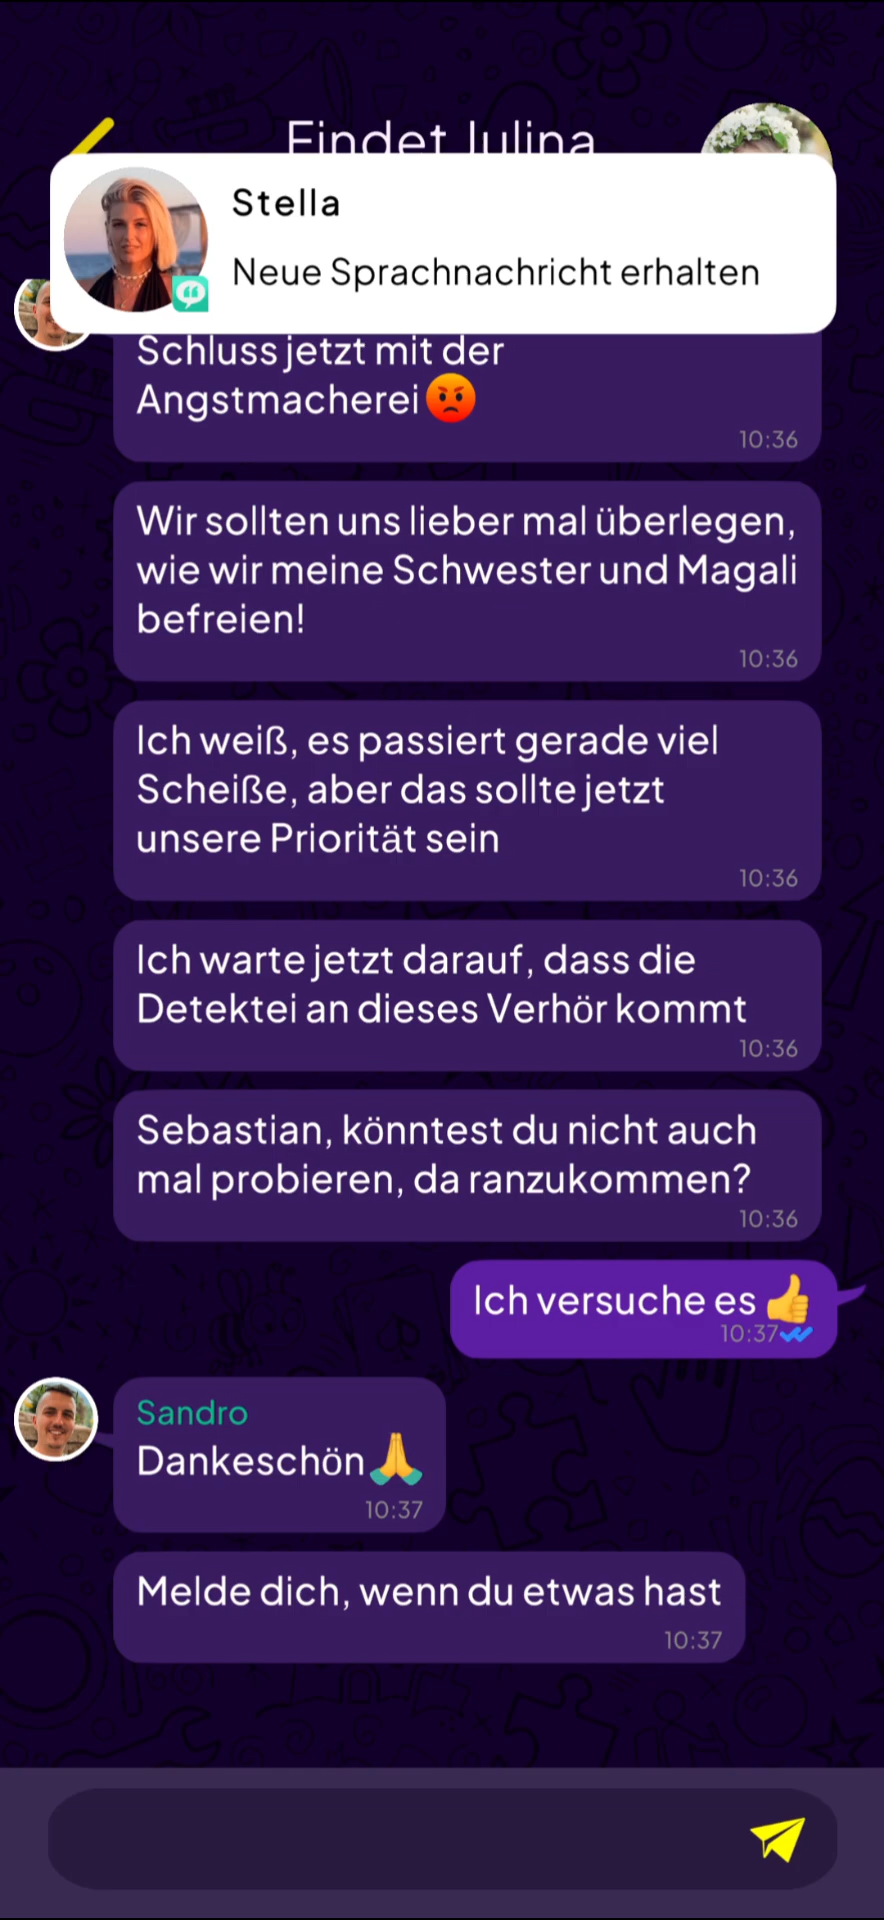 Findet Julina
Stella
Neue Sprachnachricht erhalten
Schluss jetzt mit der
Angstmacherei😡
10:36
Wir sollten uns lieber mal überlegen,
wie wir meine Schwester und Magali
befreien!
10:36
Ich weiß, es passiert gerade viel
Scheiße, aber das sollte jetzt
unsere Priorität sein
10:36
Ich warte jetzt darauf, dass die
Detektei an dieses Verhör kommt
10:36
Sebastian, könntest du nicht auch
mal probieren, da ranzukommen?
10:36
Ich versuche es 👍
10:37
Sandro
Dankeschön🙏
10:37
Melde dich, wenn du etwas hast
10:37